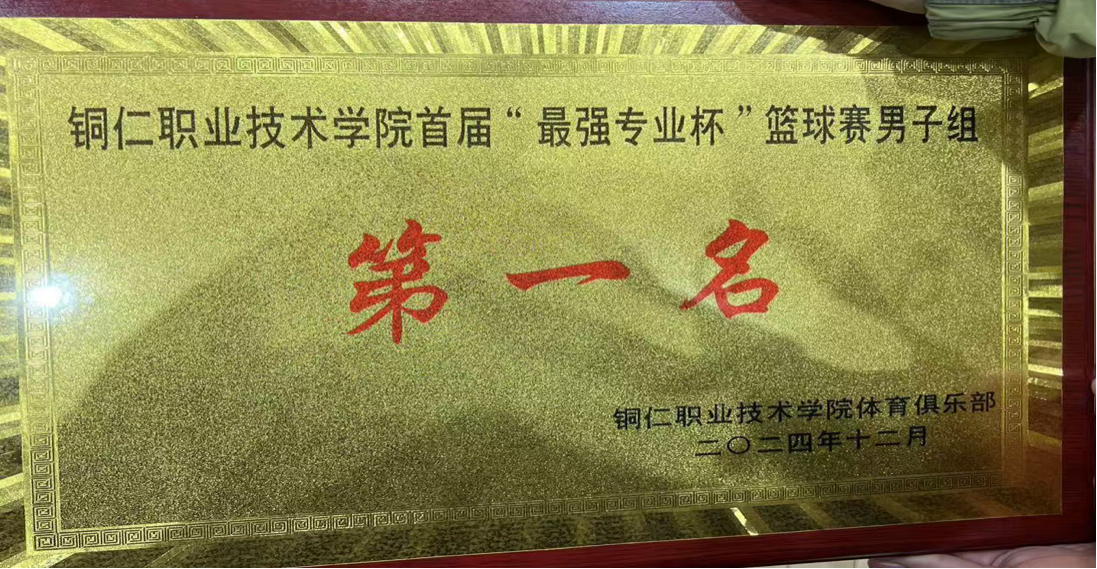 铜仁职业技术学院首届“最强专业杯”篮球赛男子组
第一名
铜仁职业技术学院体育俱乐部
二〇二四年十二月